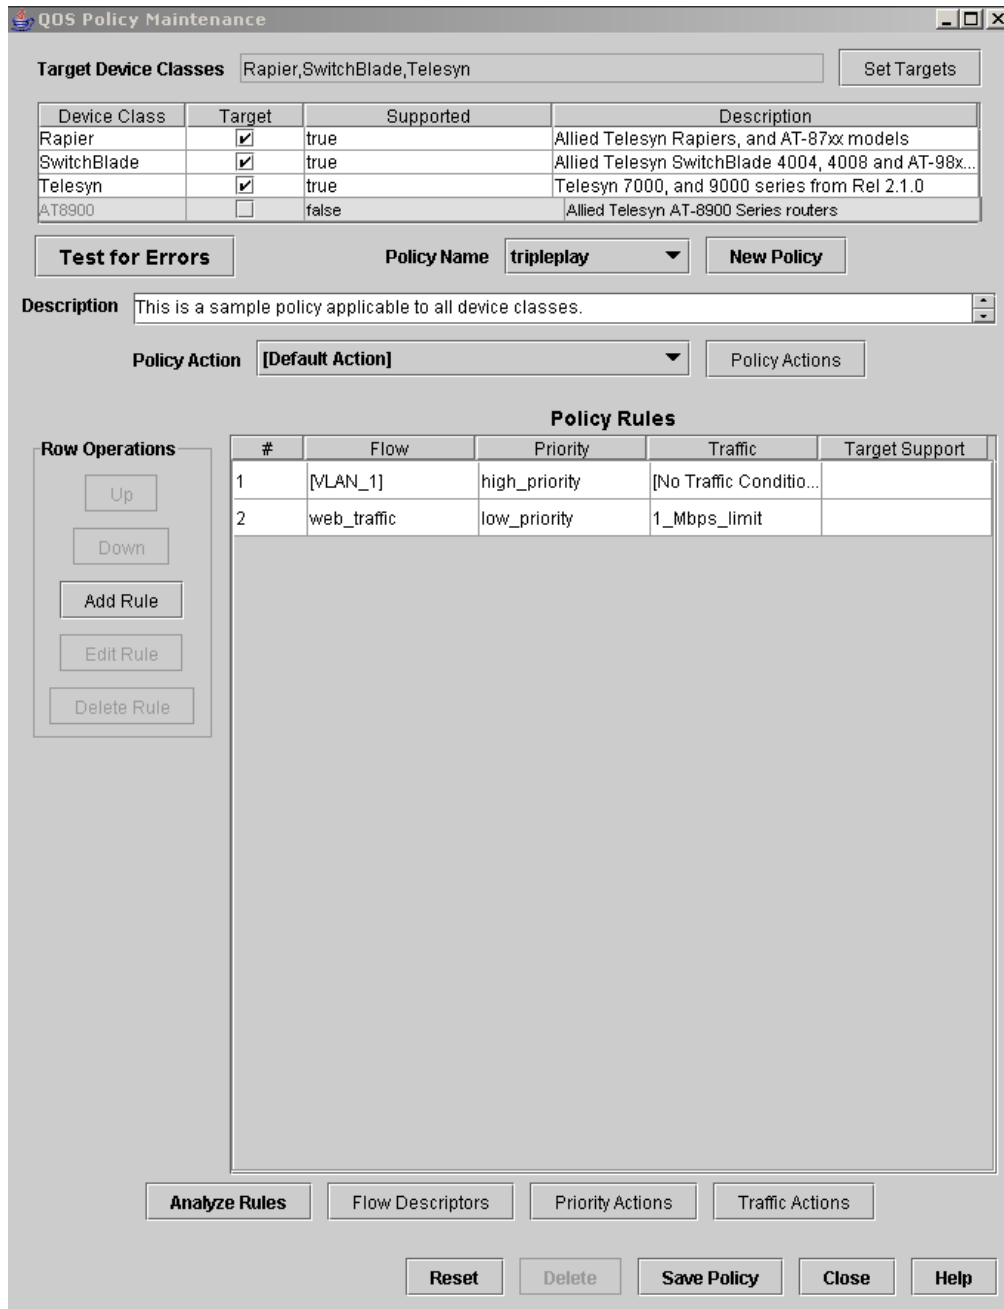 QOS Policy Maintenance
Target Device Classes Rapier,SwitchBlade,Telesyn Set Targets
Device Class Target Supported Description
Rapier true Allied Telesyn Rapiers, and AT-87xx models
SwitchBlade true Allied Telesyn SwitchBlade 4004, 4008 and AT-98x...
Telesyn true Telesyn 7000, and 9000 series from Rel 2.1.0
AT8900 false Allied Telesyn AT-8900 Series routers
Test for Errors Policy Name tripleplay New Policy
Description This is a sample policy applicable to all device classes.
Policy Action [Default Action] Policy Actions
Policy Rules
Row Operations # Flow Priority Traffic Target Support
Up 1 [VLAN_1] high_priority [No Traffic Conditio...
2 web_traffic low_priority 1_Mbps_limit
Down
Add Rule
Edit Rule
Delete Rule
Analyze Rules Flow Descriptors Priority Actions Traffic Actions
Reset Delete Save Policy Close Help